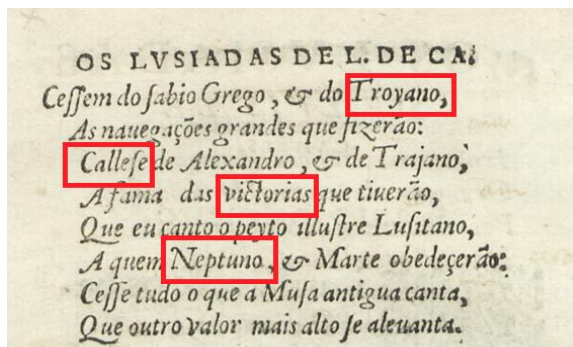 OS LVSIADAS DE L. DE CA.
Ceſſem do ſabio Grego, & do Troyano,
As nauegações grandes que fizerão:
Calleſe de Alexandro, & de Trajano,
A fama das victorias que tiuerão,
Que eu canto o peyto illuſtre Luſitano,
A quem Neptuno, & Marte obedeçerão:
Ceſſe tudo o que a Muſa antigua canta,
Que outro valor mais alto ſe aleuanta.